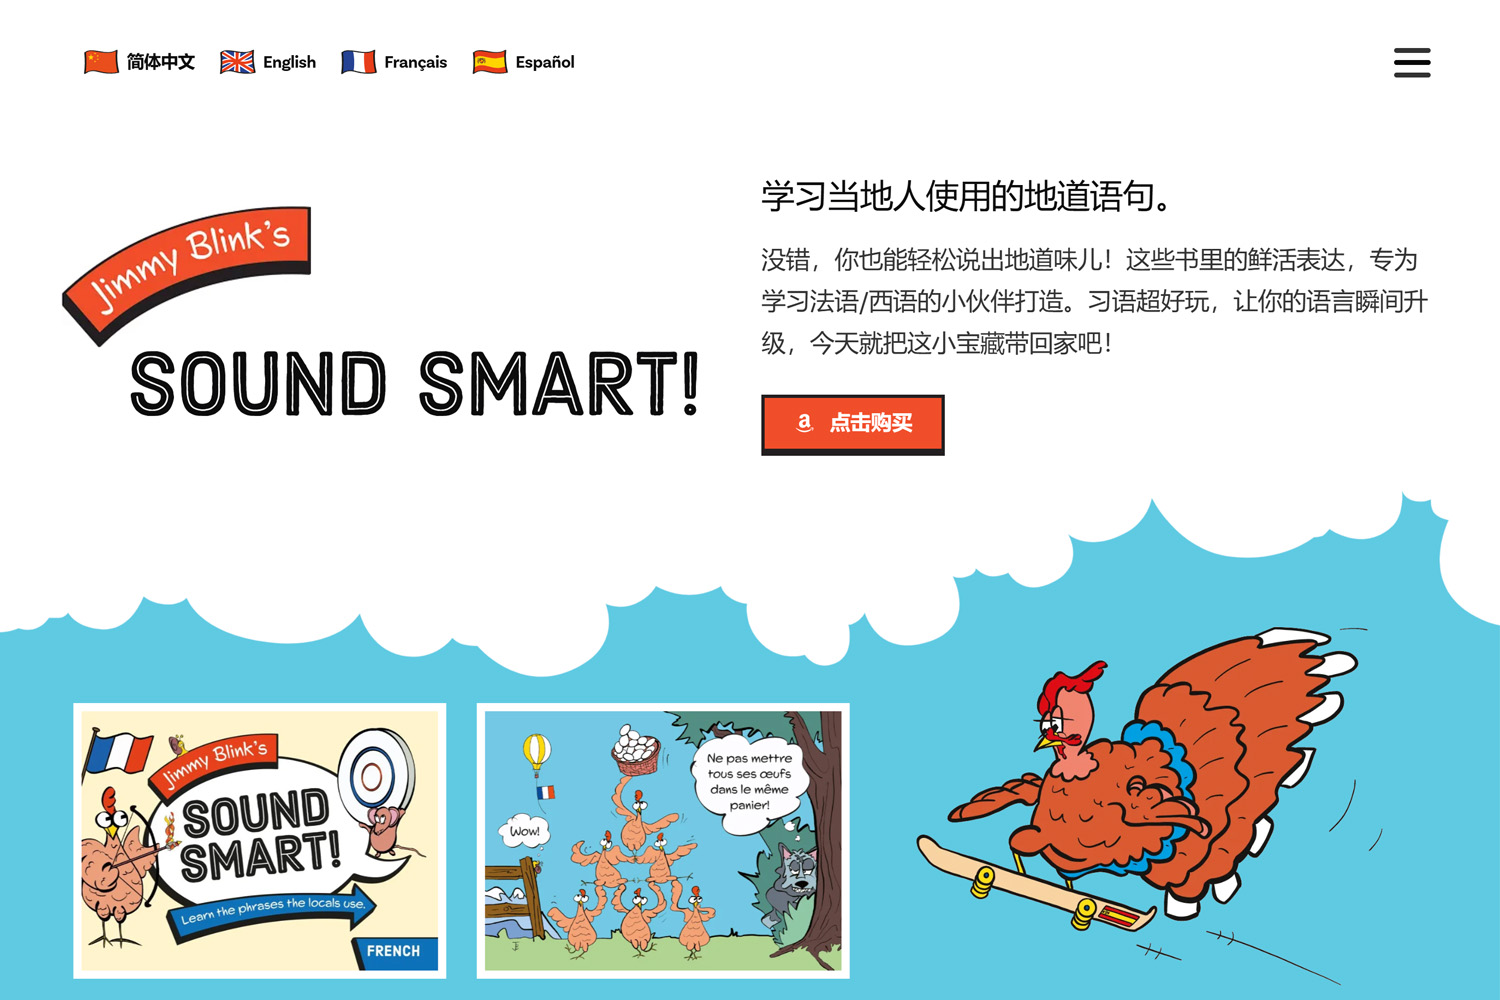 简体中文 English Français Español
Jimmy Blink's
SOUND SMART!
学习当地人使用的地道语句。
没错，你也能轻松说出地道味儿！这些书里的鲜活表达，专为
学习法语/西语的小伙伴打造。习语超好玩，让你的语言瞬间升
级，今天就把这小宝藏带回家吧！
点击购买
Jimmy Blink's
SOUND
SMART!
Learn the phrases the locals use.
FRENCH
Wow!
Ne pas mettre
tous ses œufs
dans le même
panier!